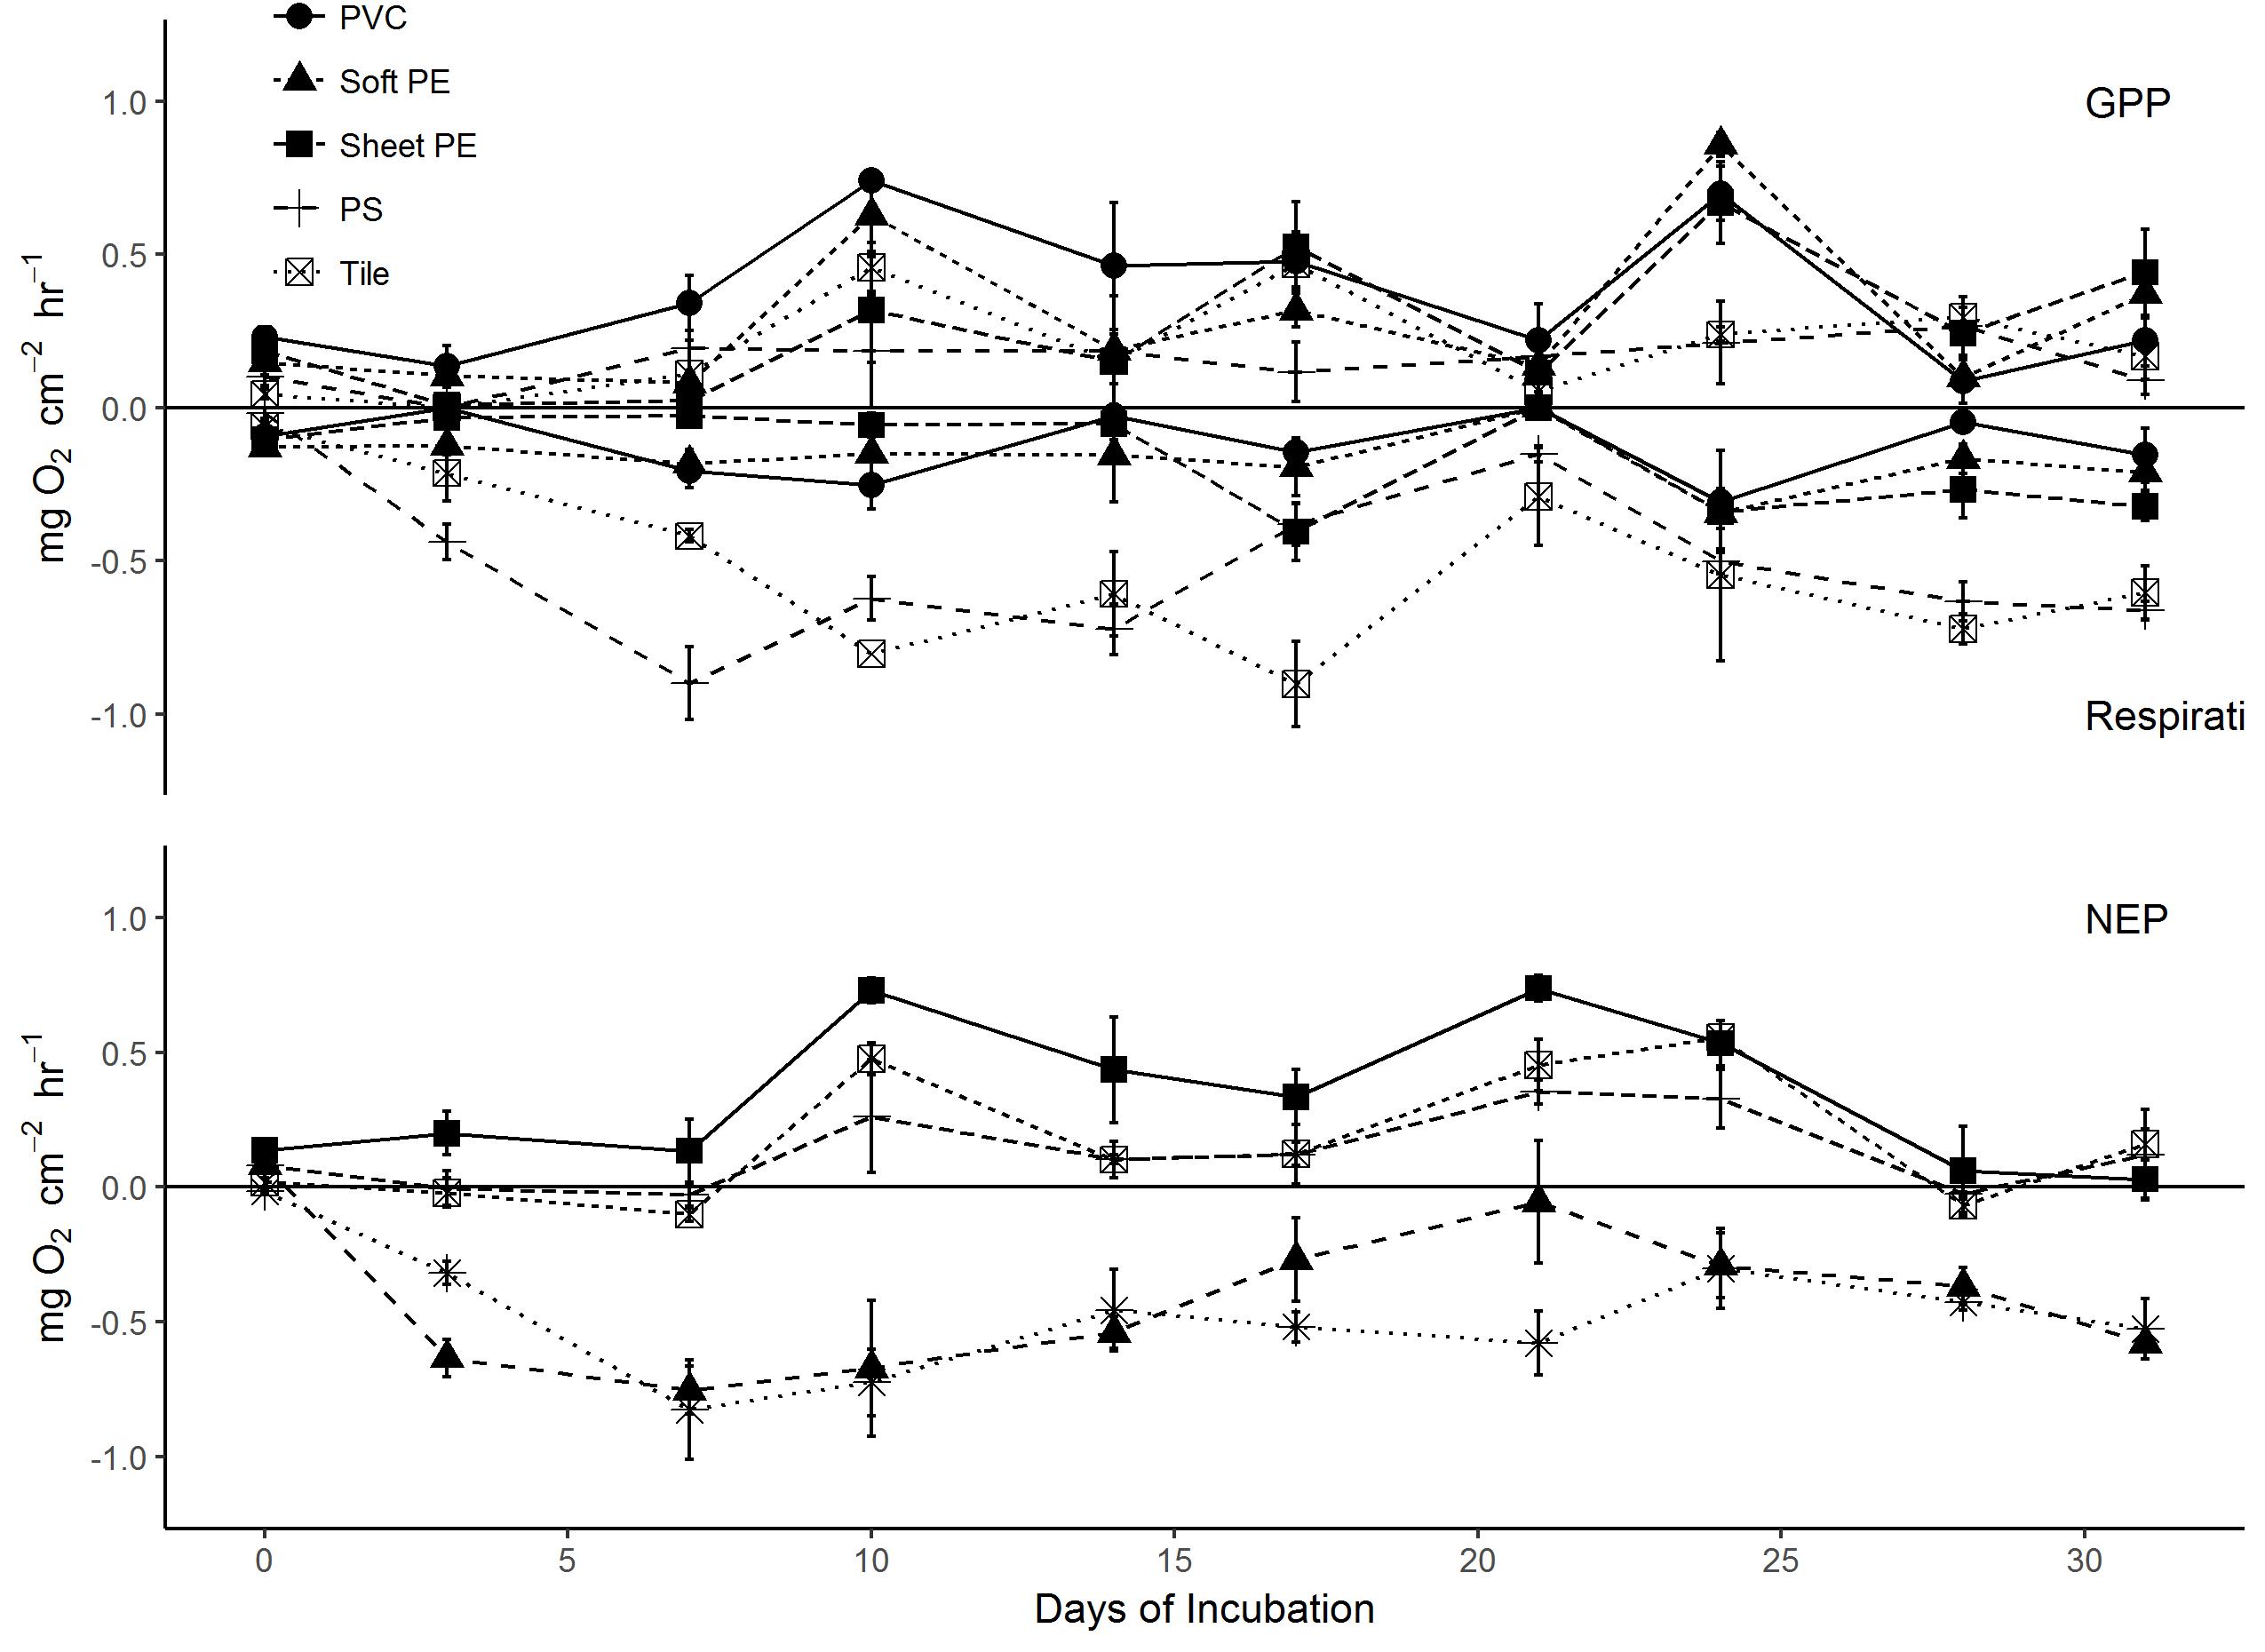 PVC
Soft PE
Sheet PE
PS
Tile
GPP
Respirati
1.0
0.5
0.0
-0.5
-1.0
mg O₂ cm⁻² hr⁻¹
NEP
1.0
0.5
0.0
-0.5
-1.0
mg O₂ cm⁻² hr⁻¹
0 5 10 15 20 25 30
Days of Incubation